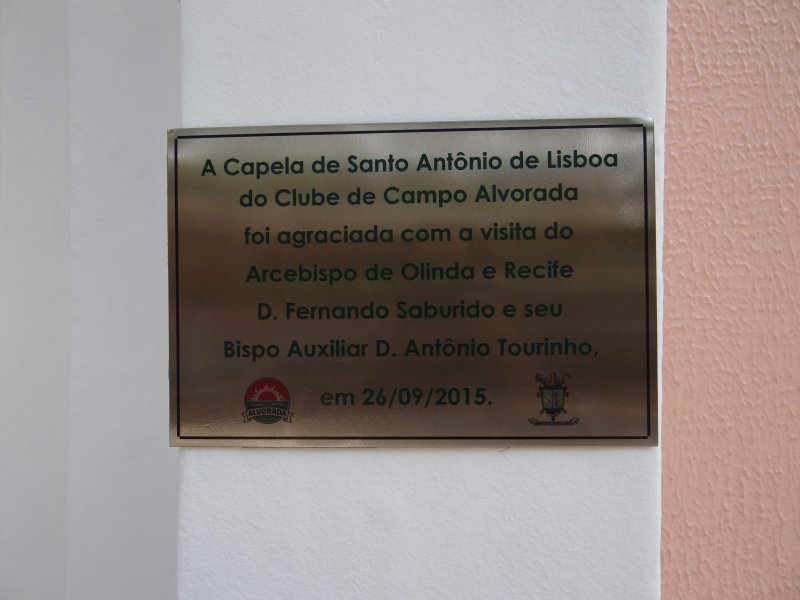 A Capela de Santo Antônio de Lisboa
do Clube de Campo Alvorada
foi agraciada com a visita do
Arcebispo de Olinda e Recife
D. Fernando Saburido e seu
Bispo Auxiliar D. Antônio Tourinho,
em 26/09/2015.
ALVORADA